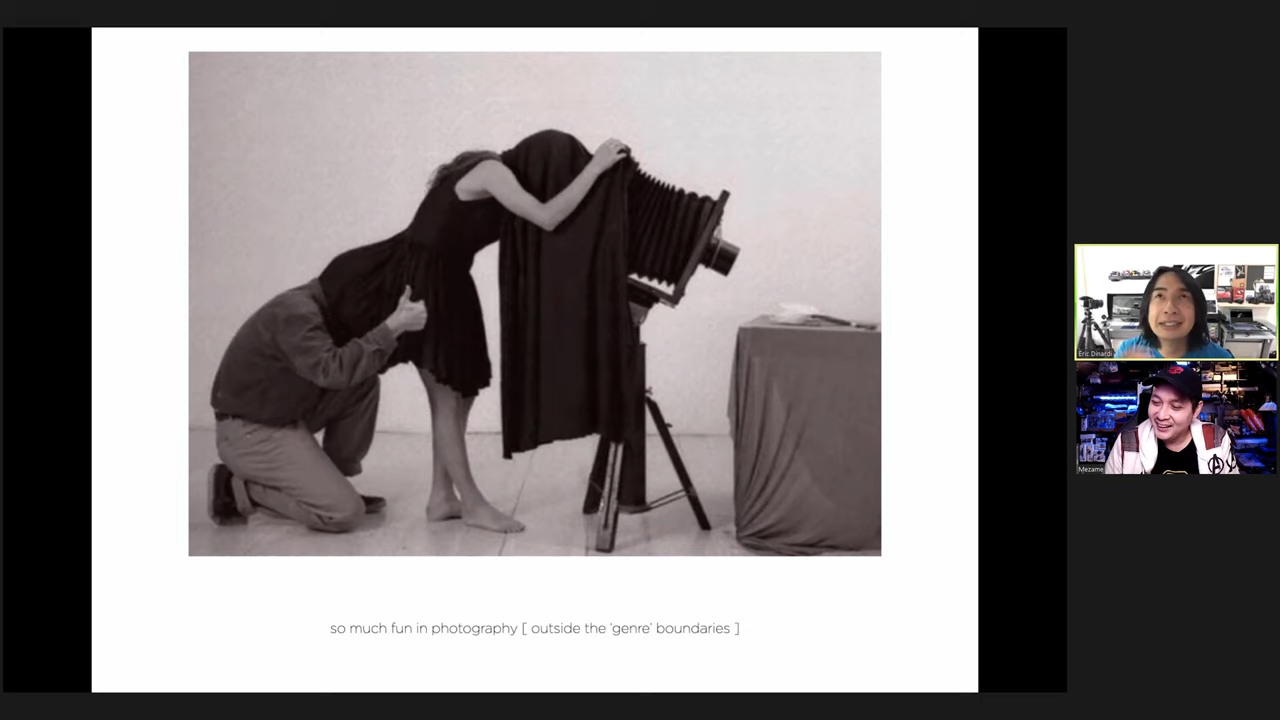 so much fun in photography [ outside the 'genre' boundaries ]
Eric Dinardi
Mezame